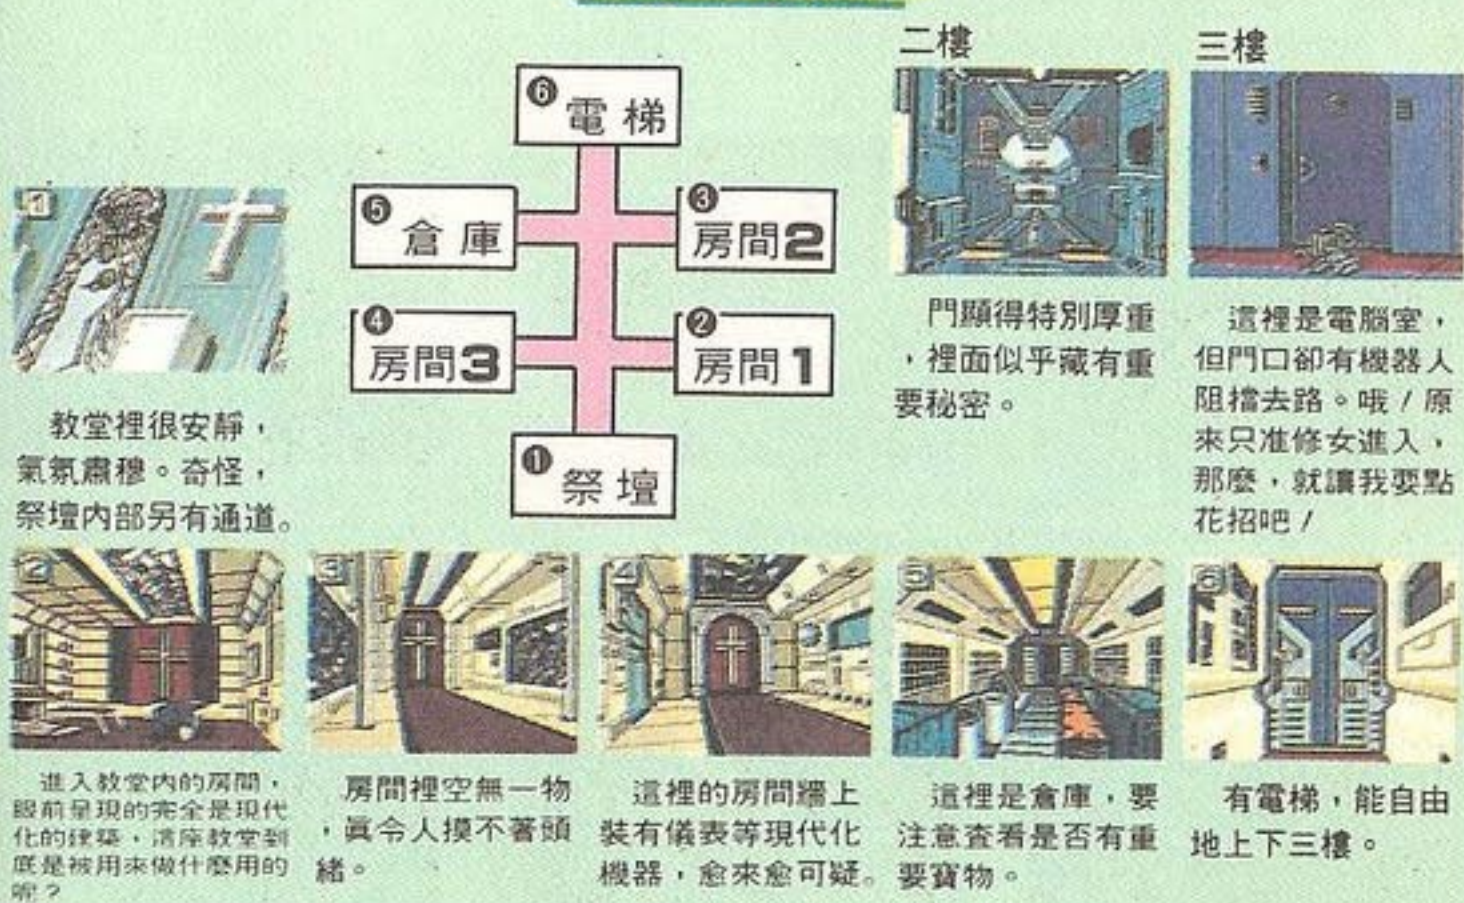 二樓
三樓
❻
電梯
❺
倉庫
❸
房間2
❹
房間3
❷
房間1
❶
祭壇
1
教堂裡很安靜,
氣氛肅穆。奇怪,
祭壇內部另有通道。
門顯得特別厚重
,裡面似乎藏有重
要秘密。
這裡是電腦室,
但門口卻有機器人
阻擋去路。哦!原
來只准修女進入,
那麼,就讓我耍點
花招吧!
2
進入教堂內的房間,
眼前呈現的完全是現代
化的建築,這座教堂到
底是被用來做什麼用的
呢?
3
房間裡空無一物
,眞令人摸不著頭
緒。
4
這裡的房間牆上
裝有儀表等現代化
機器,愈來愈可疑。
5
這裡是倉庫,要
注意查看是否有重
要寶物。
6
有電梯,能自由
地上下三樓。